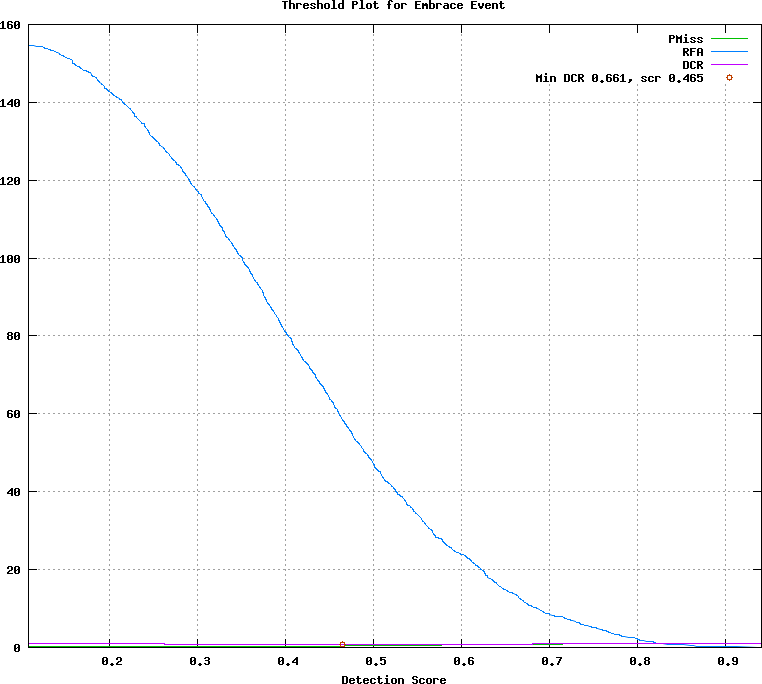 Threshold Plot for Embrace Event
PMiss
RFA
DCR
Min DCR 0.661, scr 0.465
160
140
120
100
80
60
40
20
0
0.2 0.3 0.4 0.5 0.6 0.7 0.8 0.9
Detection Score